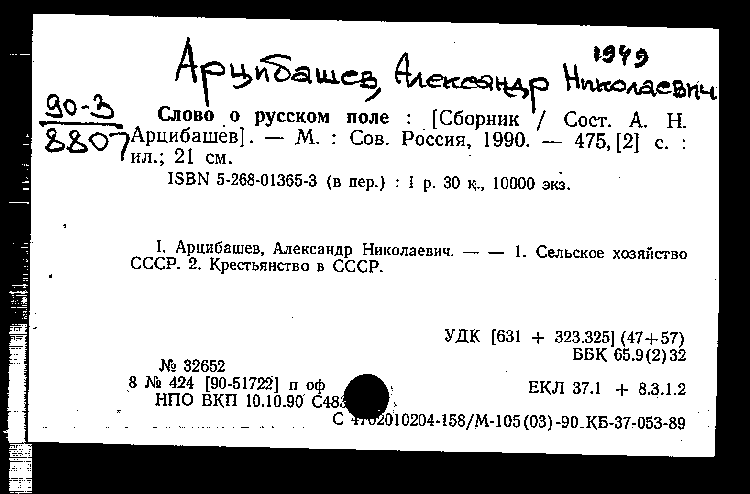 1949
Арцибашев, Александр Николаевич
90-3
8807
Слово о русском поле : [Сборник / Сост. А. Н.
Арцибашев]. — М. : Сов. Россия, 1990. — 475, [2] с. :
ил.; 21 см.
ISBN 5-268-01365-3 (в пер.) : 1 р. 30 к., 10000 экз.
I. Арцибашев, Александр Николаевич. — — 1. Сельское хозяйство
СССР. 2. Крестьянство в СССР.
УДК [631 + 323.325] (47+57)
ББК 65.9(2)32
№ 32652
8 № 424 [90-51722] п оф
ЕКЛ 37.1 + 8.3.1.2
НПО ВКП 10.10.90
С 4702010204-158/М-105(03)-90 КБ-37-053-89